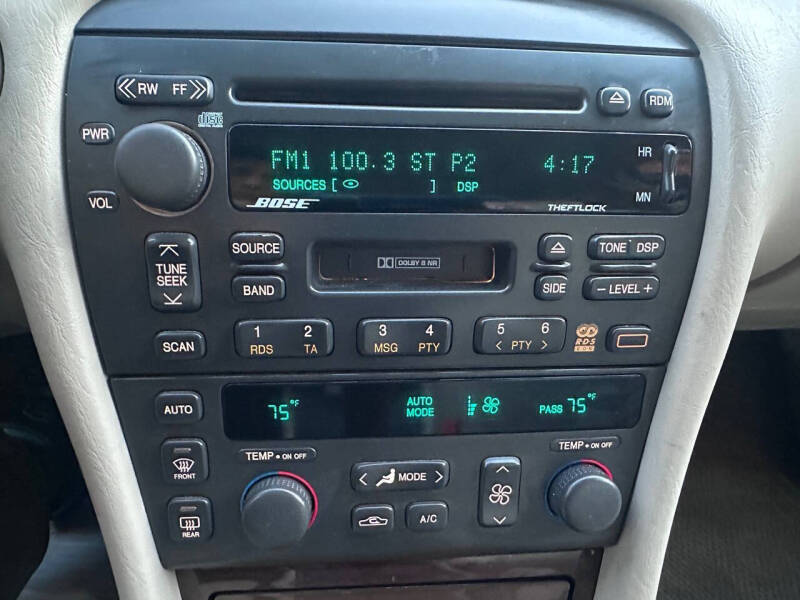 RW FF
RDM
PWR
disc
FM1 100.3 ST P2 4:17
HR
SOURCES [ ] DSP
MN
BOSE
THEFTLOCK
VOL
TUNE
SEEK
SOURCE
DOLBY B NR
TONE DSP
BAND
SIDE
- LEVEL +
SCAN
1 2
RDS TA
3 4
MSG PTY
5 6
< PTY >
R·D·S
EON
AUTO
75°F
AUTO
MODE
PASS 75°F
TEMP • ON OFF
TEMP • ON OFF
FRONT
< MODE >
REAR
A/C